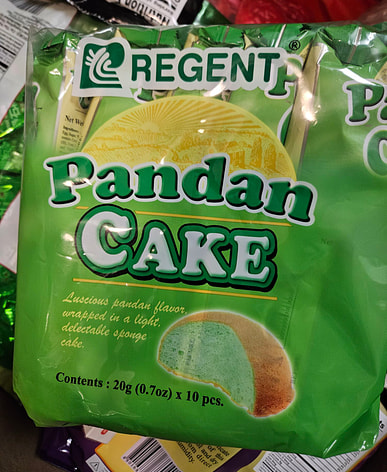 REGENT®
Pandan
CAKE
Luscious pandan flavor
wrapped in a light,
delectable sponge
cake.
Contents : 20g (0.7oz) x 10 pcs.